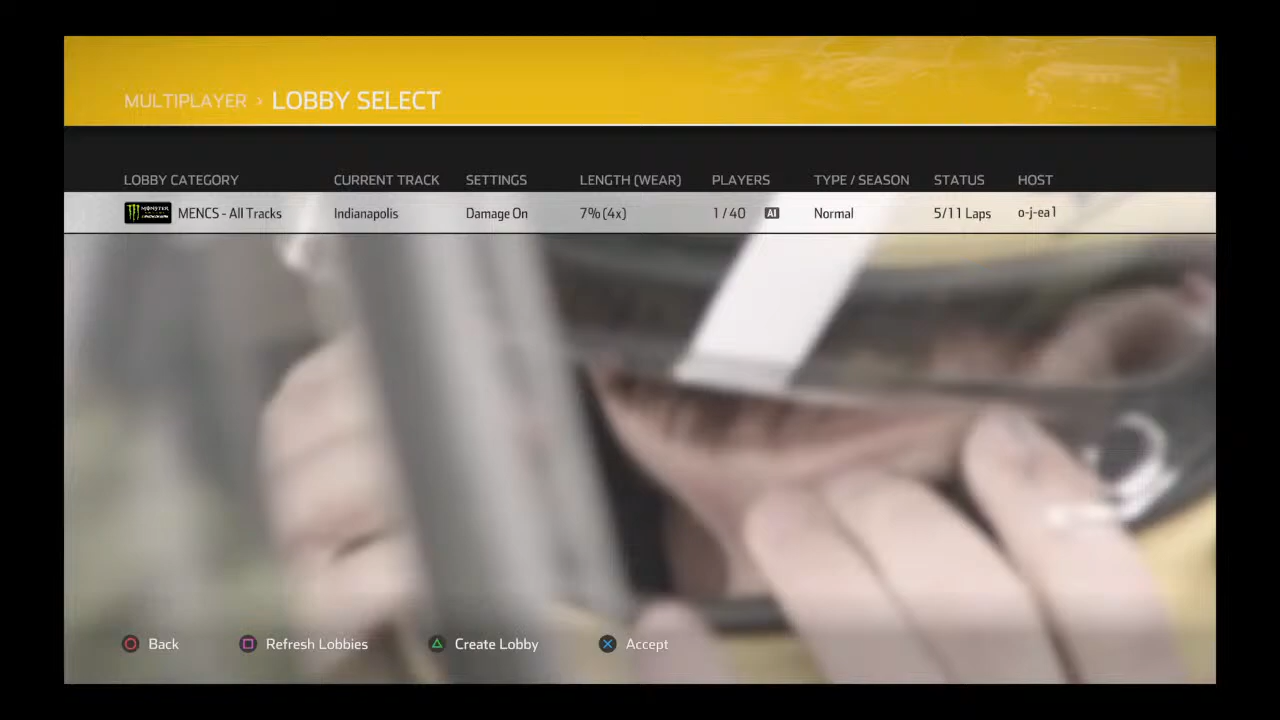 MULTIPLAYER › LOBBY SELECT
LOBBY CATEGORY CURRENT TRACK SETTINGS LENGTH (WEAR) PLAYERS TYPE / SEASON STATUS HOST
MONSTER MENCS - All Tracks Indianapolis Damage On 7% (4x) 1 / 40 AI Normal 5/11 Laps o-j-ea1
Back Refresh Lobbies Create Lobby Accept